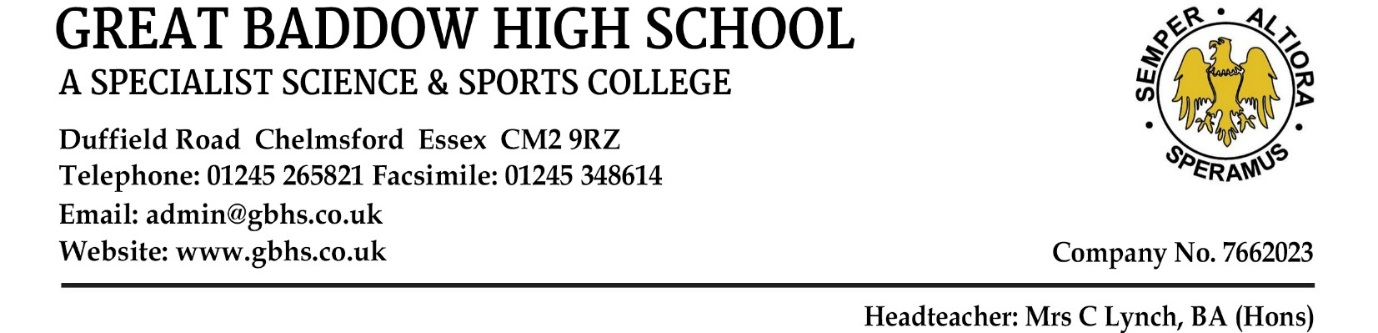 GREAT BADDOW HIGH SCHOOL
A SPECIALIST SCIENCE & SPORTS COLLEGE
Duffield Road Chelmsford Essex CM2 9RZ
Telephone: 01245 265821 Facsimile: 01245 348614
Email: admin@gbhs.co.uk
Website: www.gbhs.co.uk
SEMPER • ALTIORA • SPERAMUS •
Company No. 7662023
Headteacher: Mrs C Lynch, BA (Hons)